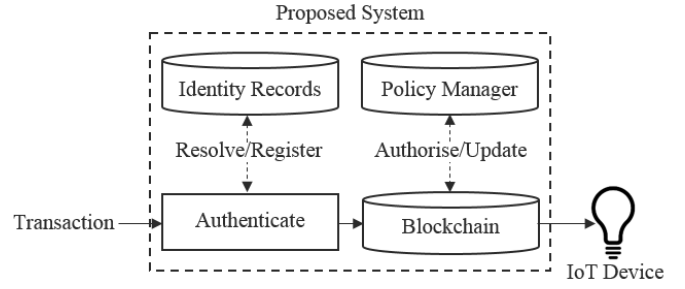 Proposed System
Identity Records
Policy Manager
Resolve/Register
Authorise/Update
Transaction
Authenticate
Blockchain
IoT Device